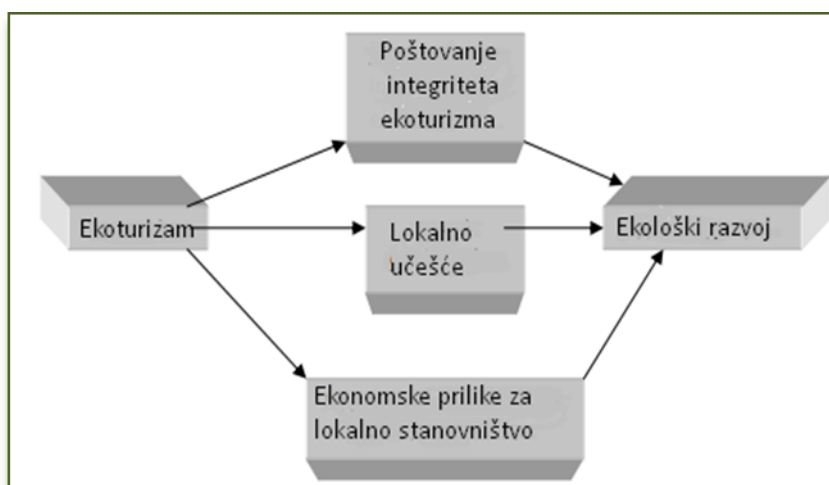 Poštovanje
integriteta
ekoturizma
Ekoturizam
Lokalno
učešće
Ekološki razvoj
Ekonomske prilike za
lokalno stanovništvo